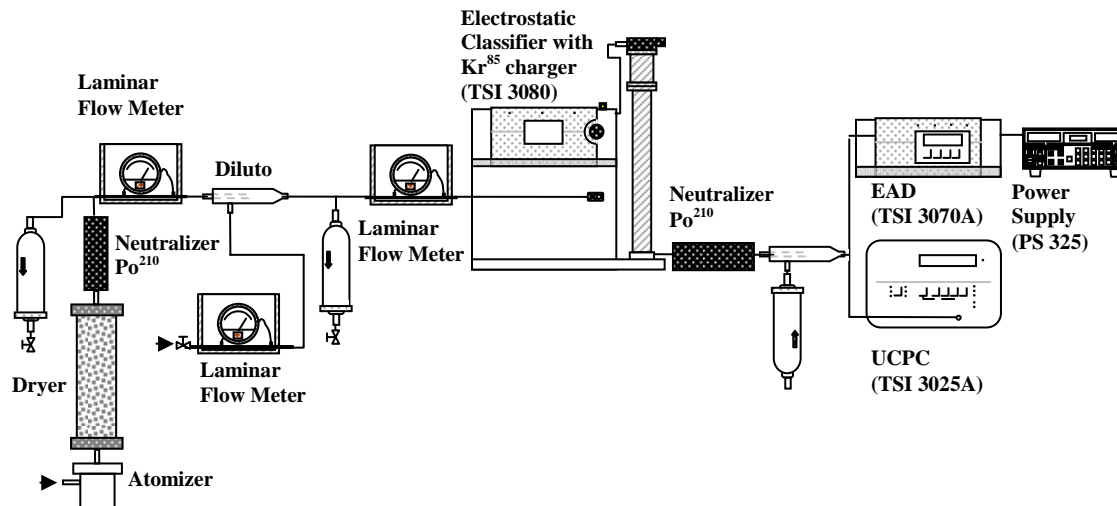 Electrostatic
Classifier with
Kr85 charger
(TSI 3080)
Laminar
Flow Meter
Diluto
Laminar
Flow Meter
Neutralizer
Po210
Neutralizer
Po210
EAD
(TSI 3070A)
Power
Supply
(PS 325)
Laminar
Flow Meter
Dryer
UCPC
(TSI 3025A)
Atomizer